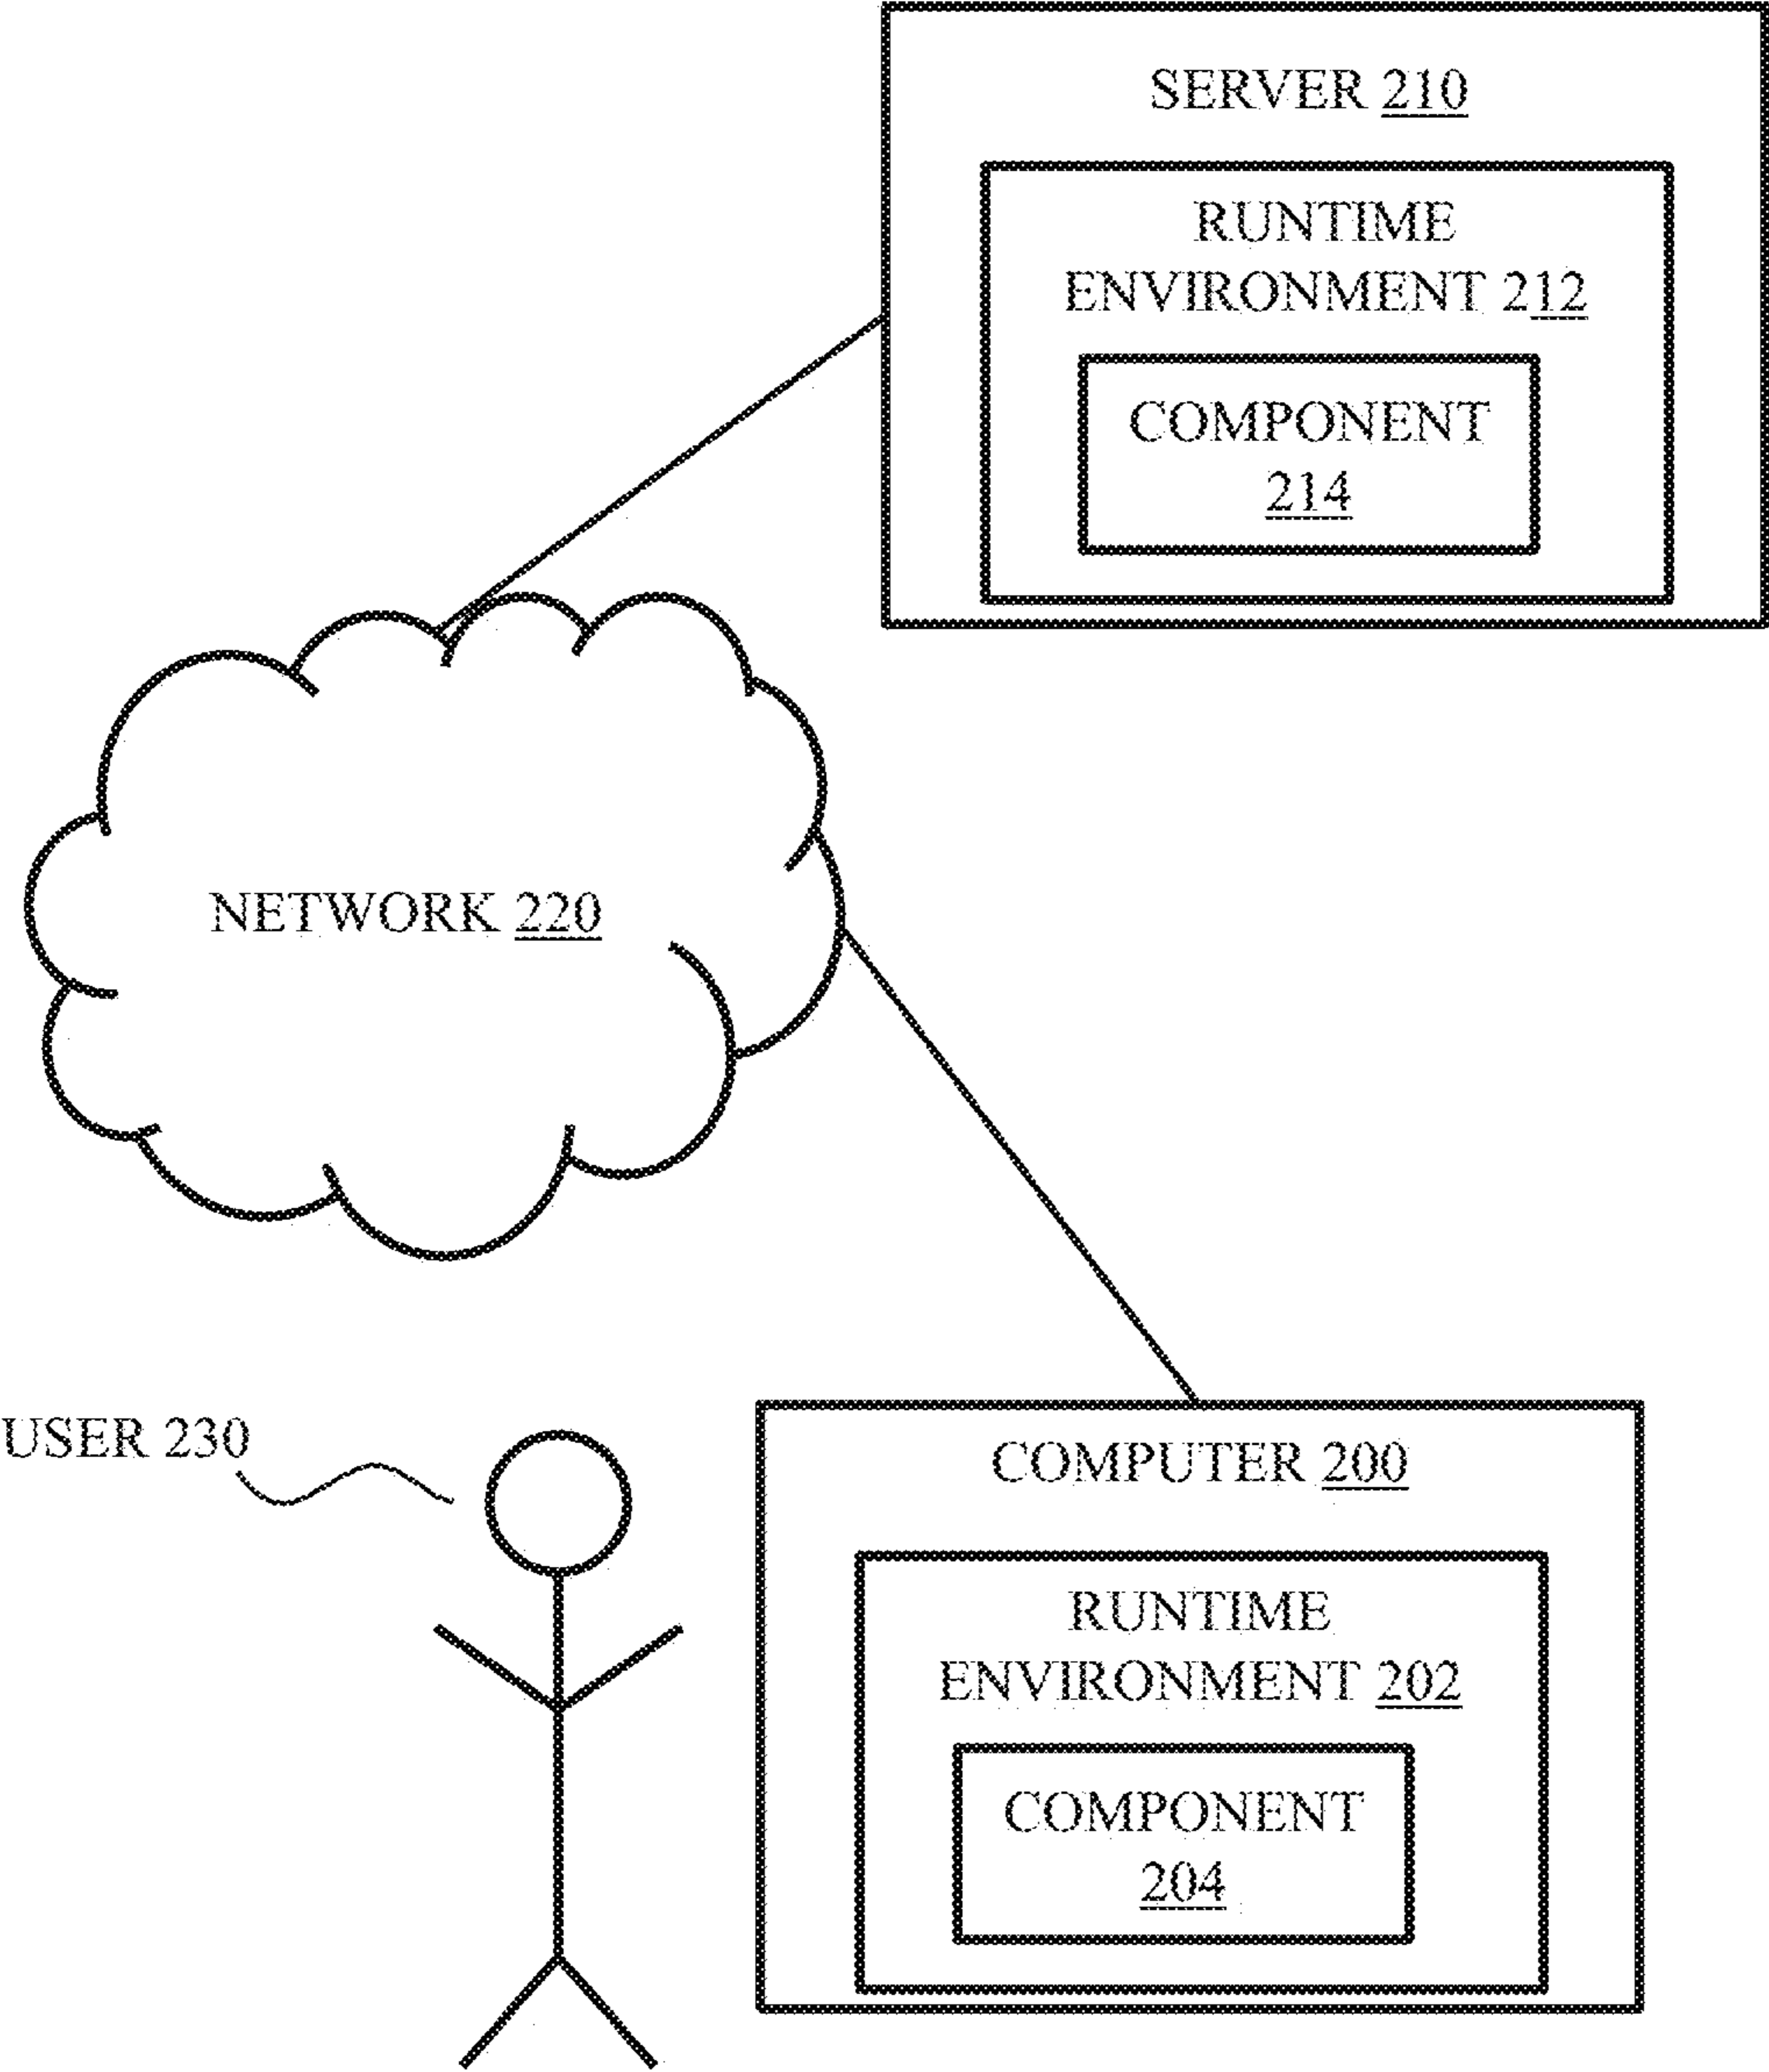 SERVER 210
RUNTIME
ENVIRONMENT 212
COMPONENT
214
NETWORK 220
USER 230
COMPUTER 200
RUNTIME
ENVIRONMENT 202
COMPONENT
204